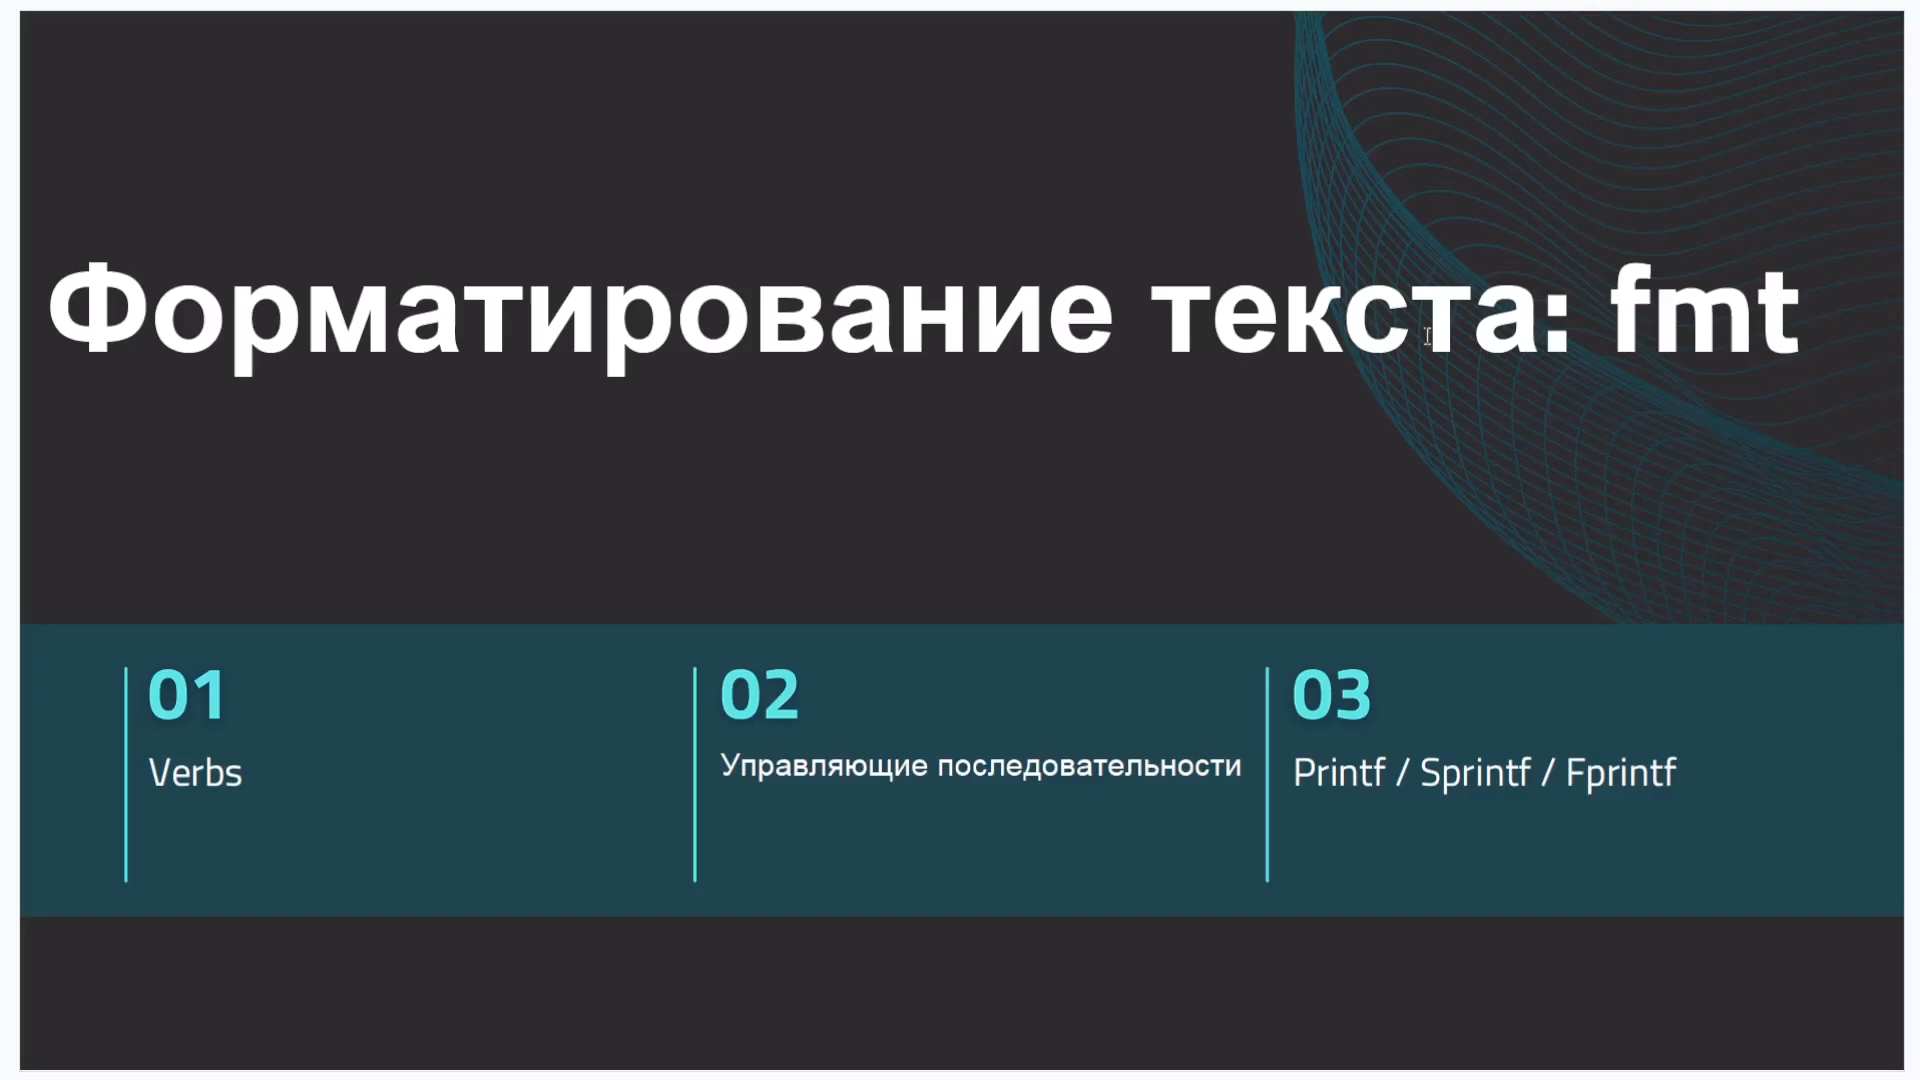 Форматирование текста: fmt
01
Verbs
02
Управляющие последовательности
03
Printf / Sprintf / Fprintf